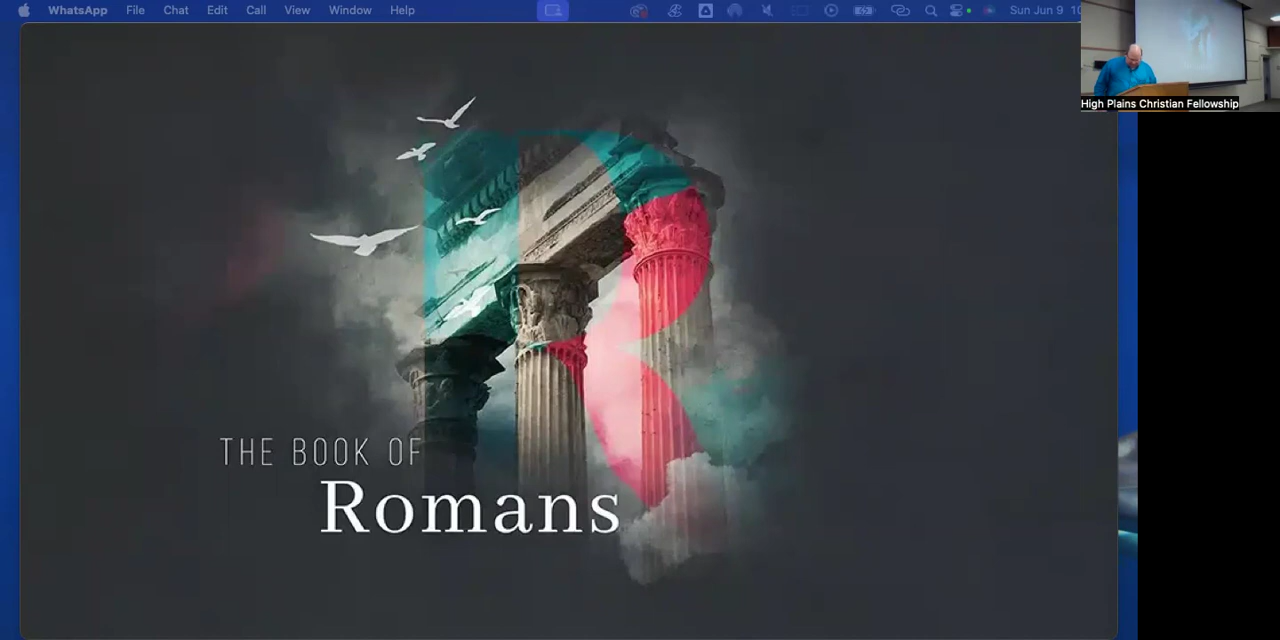 WhatsApp File Chat Edit Call View Window Help Sun Jun 9
High Plains Christian Fellowship
THE BOOK OF
Romans